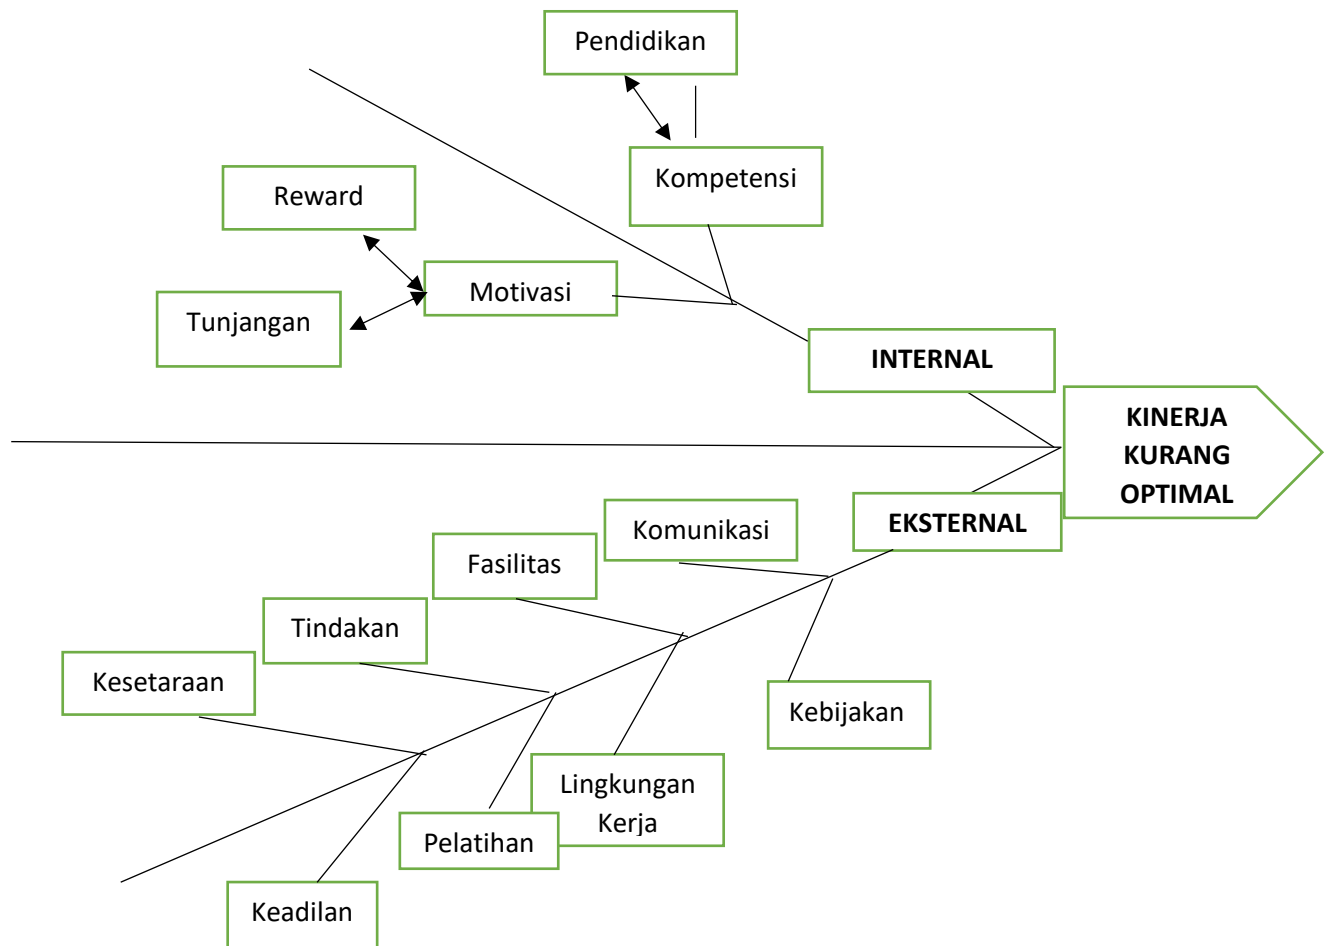 Pendidikan
Kompetensi
Reward
Motivasi
Tunjangan
INTERNAL
KINERJA
KURANG
OPTIMAL
EKSTERNAL
Komunikasi
Fasilitas
Tindakan
Kesetaraan
Kebijakan
Lingkungan
Kerja
Pelatihan
Keadilan